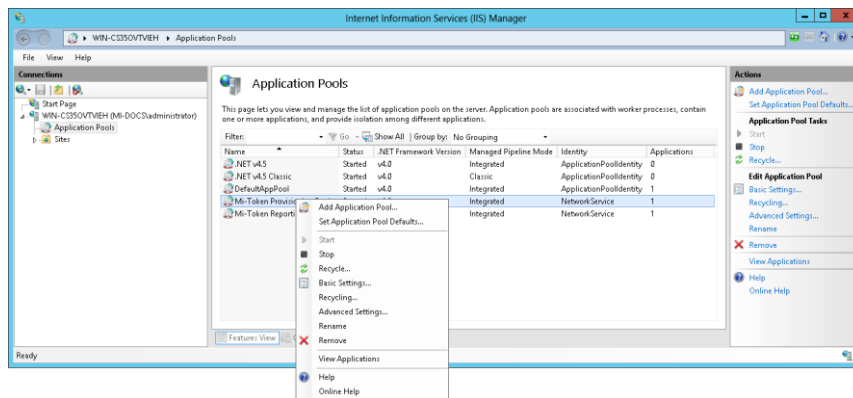 Internet Information Services (IIS) Manager
WIN-CS35OVTVIEH
Application Pools
File View Help
Connections
Start Page
WIN-CS35OVTVIEH (MI-DOCS\administrator)
Application Pools
Sites
Application Pools
This page lets you view and manage the list of application pools on the server. Application pools are associated with worker processes, contain
one or more applications, and provide isolation among different applications.
Filter: Go Show All Group by: No Grouping
Name Status .NET Framework Version Managed Pipeline Mode Identity Applications
.NET v4.5 Started v4.0 Integrated ApplicationPoolIdentity 0
.NET v4.5 Classic Started v4.0 Classic ApplicationPoolIdentity 0
DefaultAppPool Started v4.0 Integrated ApplicationPoolIdentity 1
Mi-Token Integrated NetworkService 1
Mi-Token Integrated NetworkService 1
Add Application Pool...
Set Application Pool Defaults...
Start
Stop
Recycle...
Basic Settings...
Recycling...
Advanced Settings...
Rename
Remove
View Applications
Help
Online Help
Features View
Ready
Actions
Add Application Pool...
Set Application Pool Defaults...
Application Pool Tasks
Start
Stop
Recycle...
Edit Application Pool
Basic Settings...
Recycling...
Advanced Settings...
Rename
Remove
View Applications
Help
Online Help